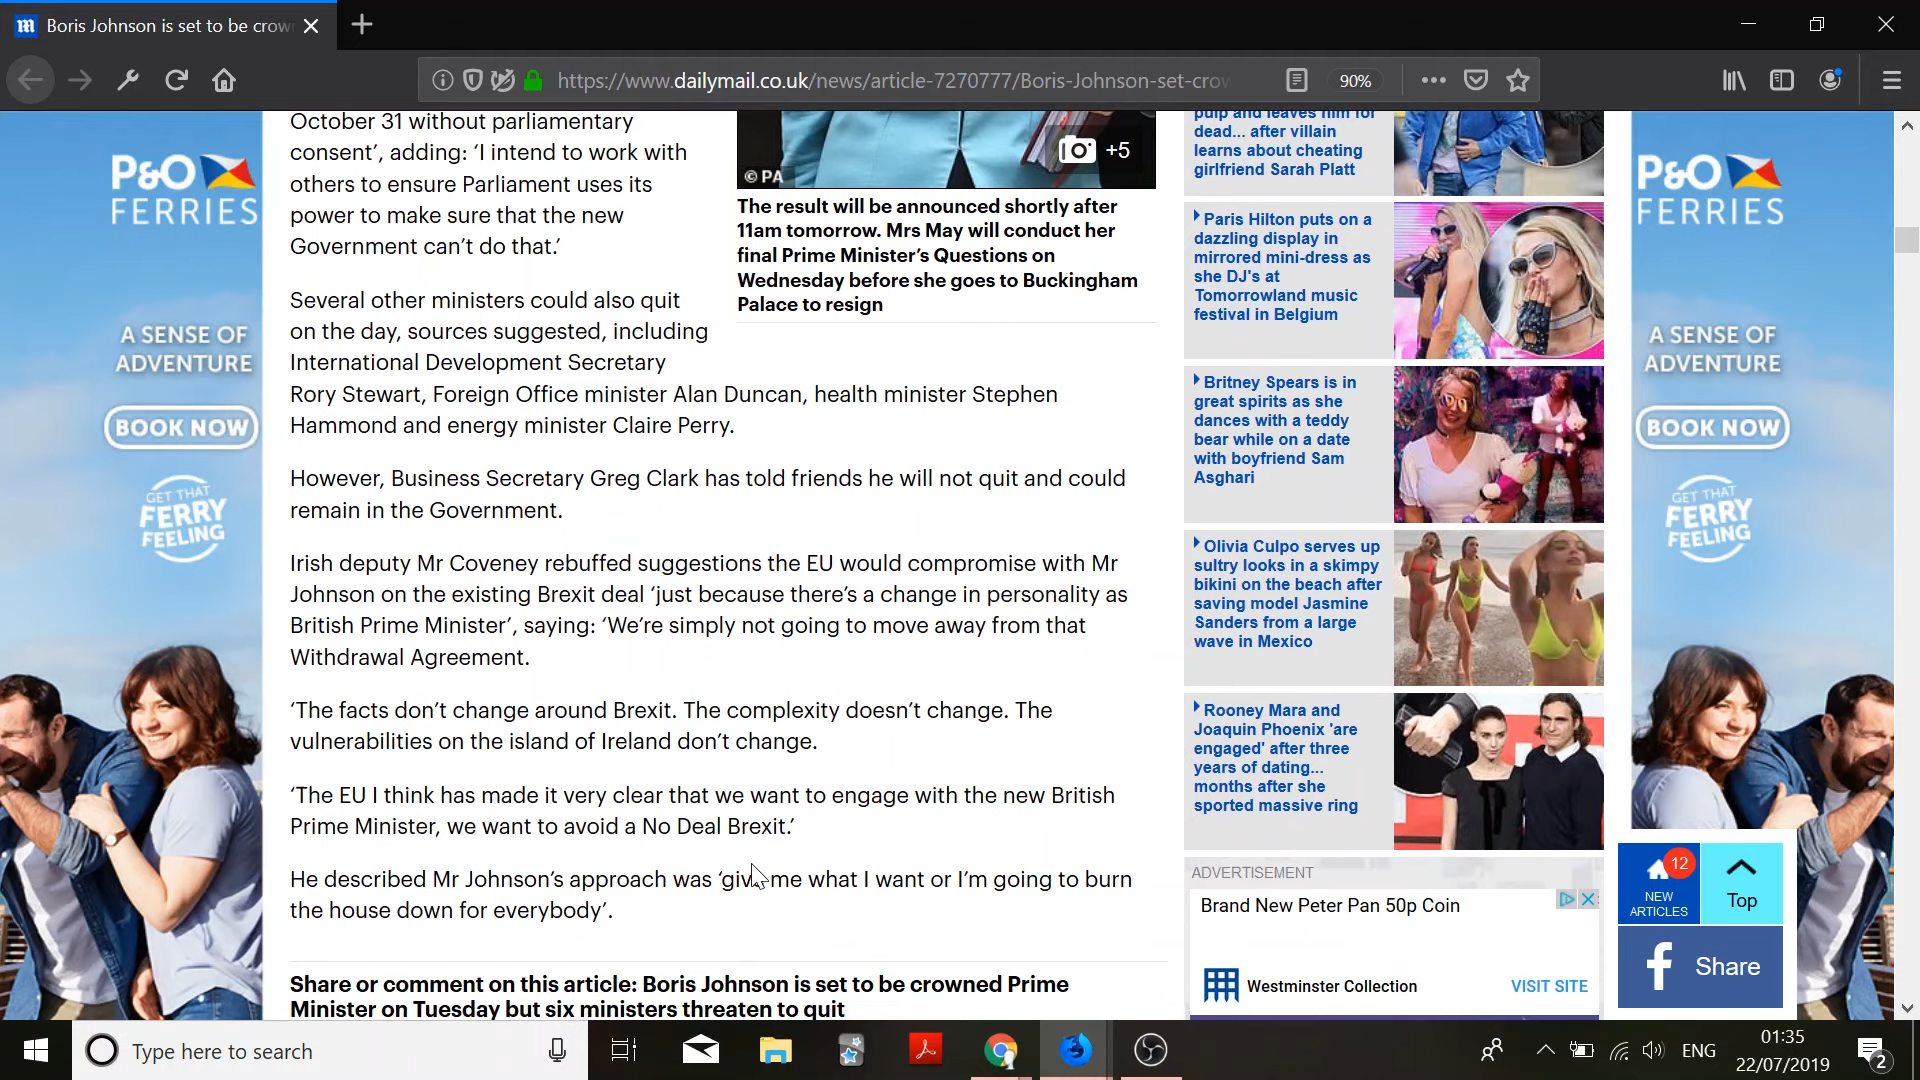 Boris Johnson is set to be crow
https://www.dailymail.co.uk/news/article-7270777/Boris-Johnson-set-crow
90%
P&O
FERRIES
A SENSE OF
ADVENTURE
BOOK NOW
GET THAT
FERRY
FEELING
October 31 without parliamentary
consent’, adding: ‘I intend to work with
others to ensure Parliament uses its
power to make sure that the new
Government can’t do that.’
Several other ministers could also quit
on the day, sources suggested, including
International Development Secretary
Rory Stewart, Foreign Office minister Alan Duncan, health minister Stephen
Hammond and energy minister Claire Perry.
However, Business Secretary Greg Clark has told friends he will not quit and could
remain in the Government.
Irish deputy Mr Coveney rebuffed suggestions the EU would compromise with Mr
Johnson on the existing Brexit deal ‘just because there’s a change in personality as
British Prime Minister’, saying: ‘We’re simply not going to move away from that
Withdrawal Agreement.
‘The facts don’t change around Brexit. The complexity doesn’t change. The
vulnerabilities on the island of Ireland don’t change.
‘The EU I think has made it very clear that we want to engage with the new British
Prime Minister, we want to avoid a No Deal Brexit.’
He described Mr Johnson’s approach was ‘give me what I want or I’m going to burn
the house down for everybody’.
Share or comment on this article: Boris Johnson is set to be crowned Prime
Minister on Tuesday but six ministers threaten to quit
© PA
+5
The result will be announced shortly after
11am tomorrow. Mrs May will conduct her
final Prime Minister’s Questions on
Wednesday before she goes to Buckingham
Palace to resign
pulp and leaves him for
dead... after villain
learns about cheating
girlfriend Sarah Platt
Paris Hilton puts on a
dazzling display in
mirrored mini-dress as
she DJ's at
Tomorrowland music
festival in Belgium
Britney Spears is in
great spirits as she
dances with a teddy
bear while on a date
with boyfriend Sam
Asghari
Olivia Culpo serves up
sultry looks in a skimpy
bikini on the beach after
saving model Jasmine
Sanders from a large
wave in Mexico
Rooney Mara and
Joaquin Phoenix 'are
engaged' after three
years of dating...
months after she
sported massive ring
ADVERTISEMENT
Brand New Peter Pan 50p Coin
Westminster Collection
VISIT SITE
P&O
FERRIES
A SENSE OF
ADVENTURE
BOOK NOW
GET THAT
FERRY
FEELING
12
NEW
ARTICLES
Top
Share
Type here to search
ENG
01:35
22/07/2019
2